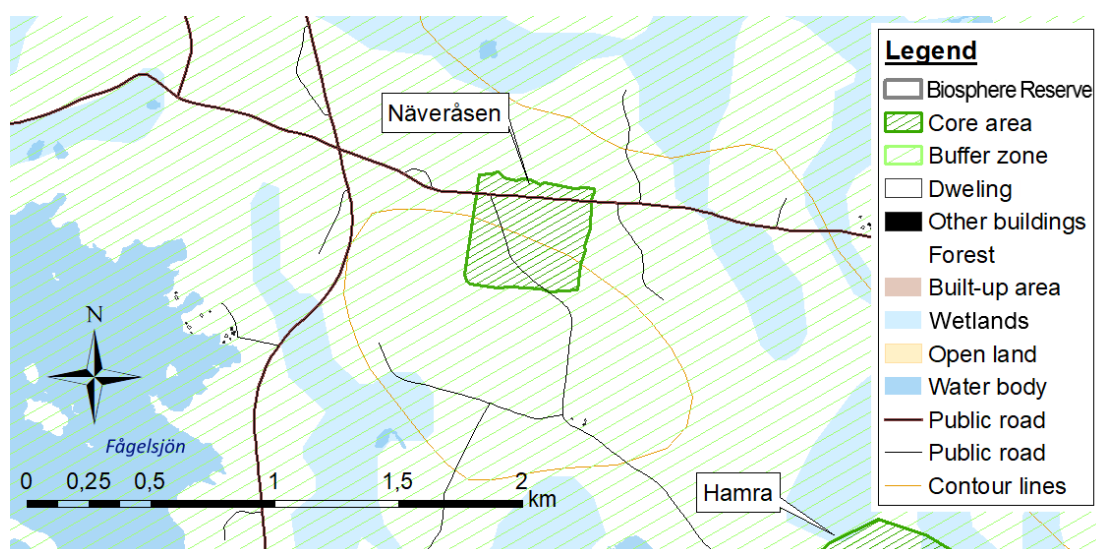 Näveråsen
N
Fågelsjön
0 0,25 0,5 1 1,5 2
km
Hamra
Legend
Biosphere Reserve
Core area
Buffer zone
Dweling
Other buildings
Forest
Built-up area
Wetlands
Open land
Water body
Public road
Public road
Contour lines